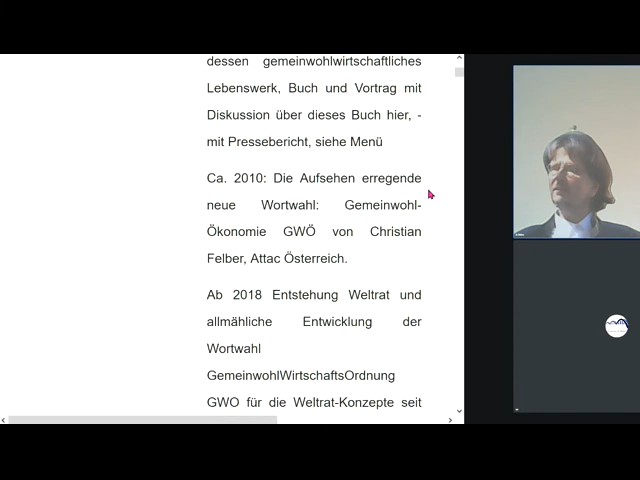 dessen gemeinwohlwirtschaftliches
Lebenswerk, Buch und Vortrag mit
Diskussion über dieses Buch hier, -
mit Pressebericht, siehe Menü
Ca. 2010: Die Aufsehen erregende
neue Wortwahl: Gemeinwohl-
Ökonomie GWÖ von Christian
Felber, Attac Österreich.
Ab 2018 Entstehung Weltrat und
allmähliche Entwicklung der
Wortwahl
GemeinwohlWirtschaftsOrdnung
GWO für die Weltrat-Konzepte seit